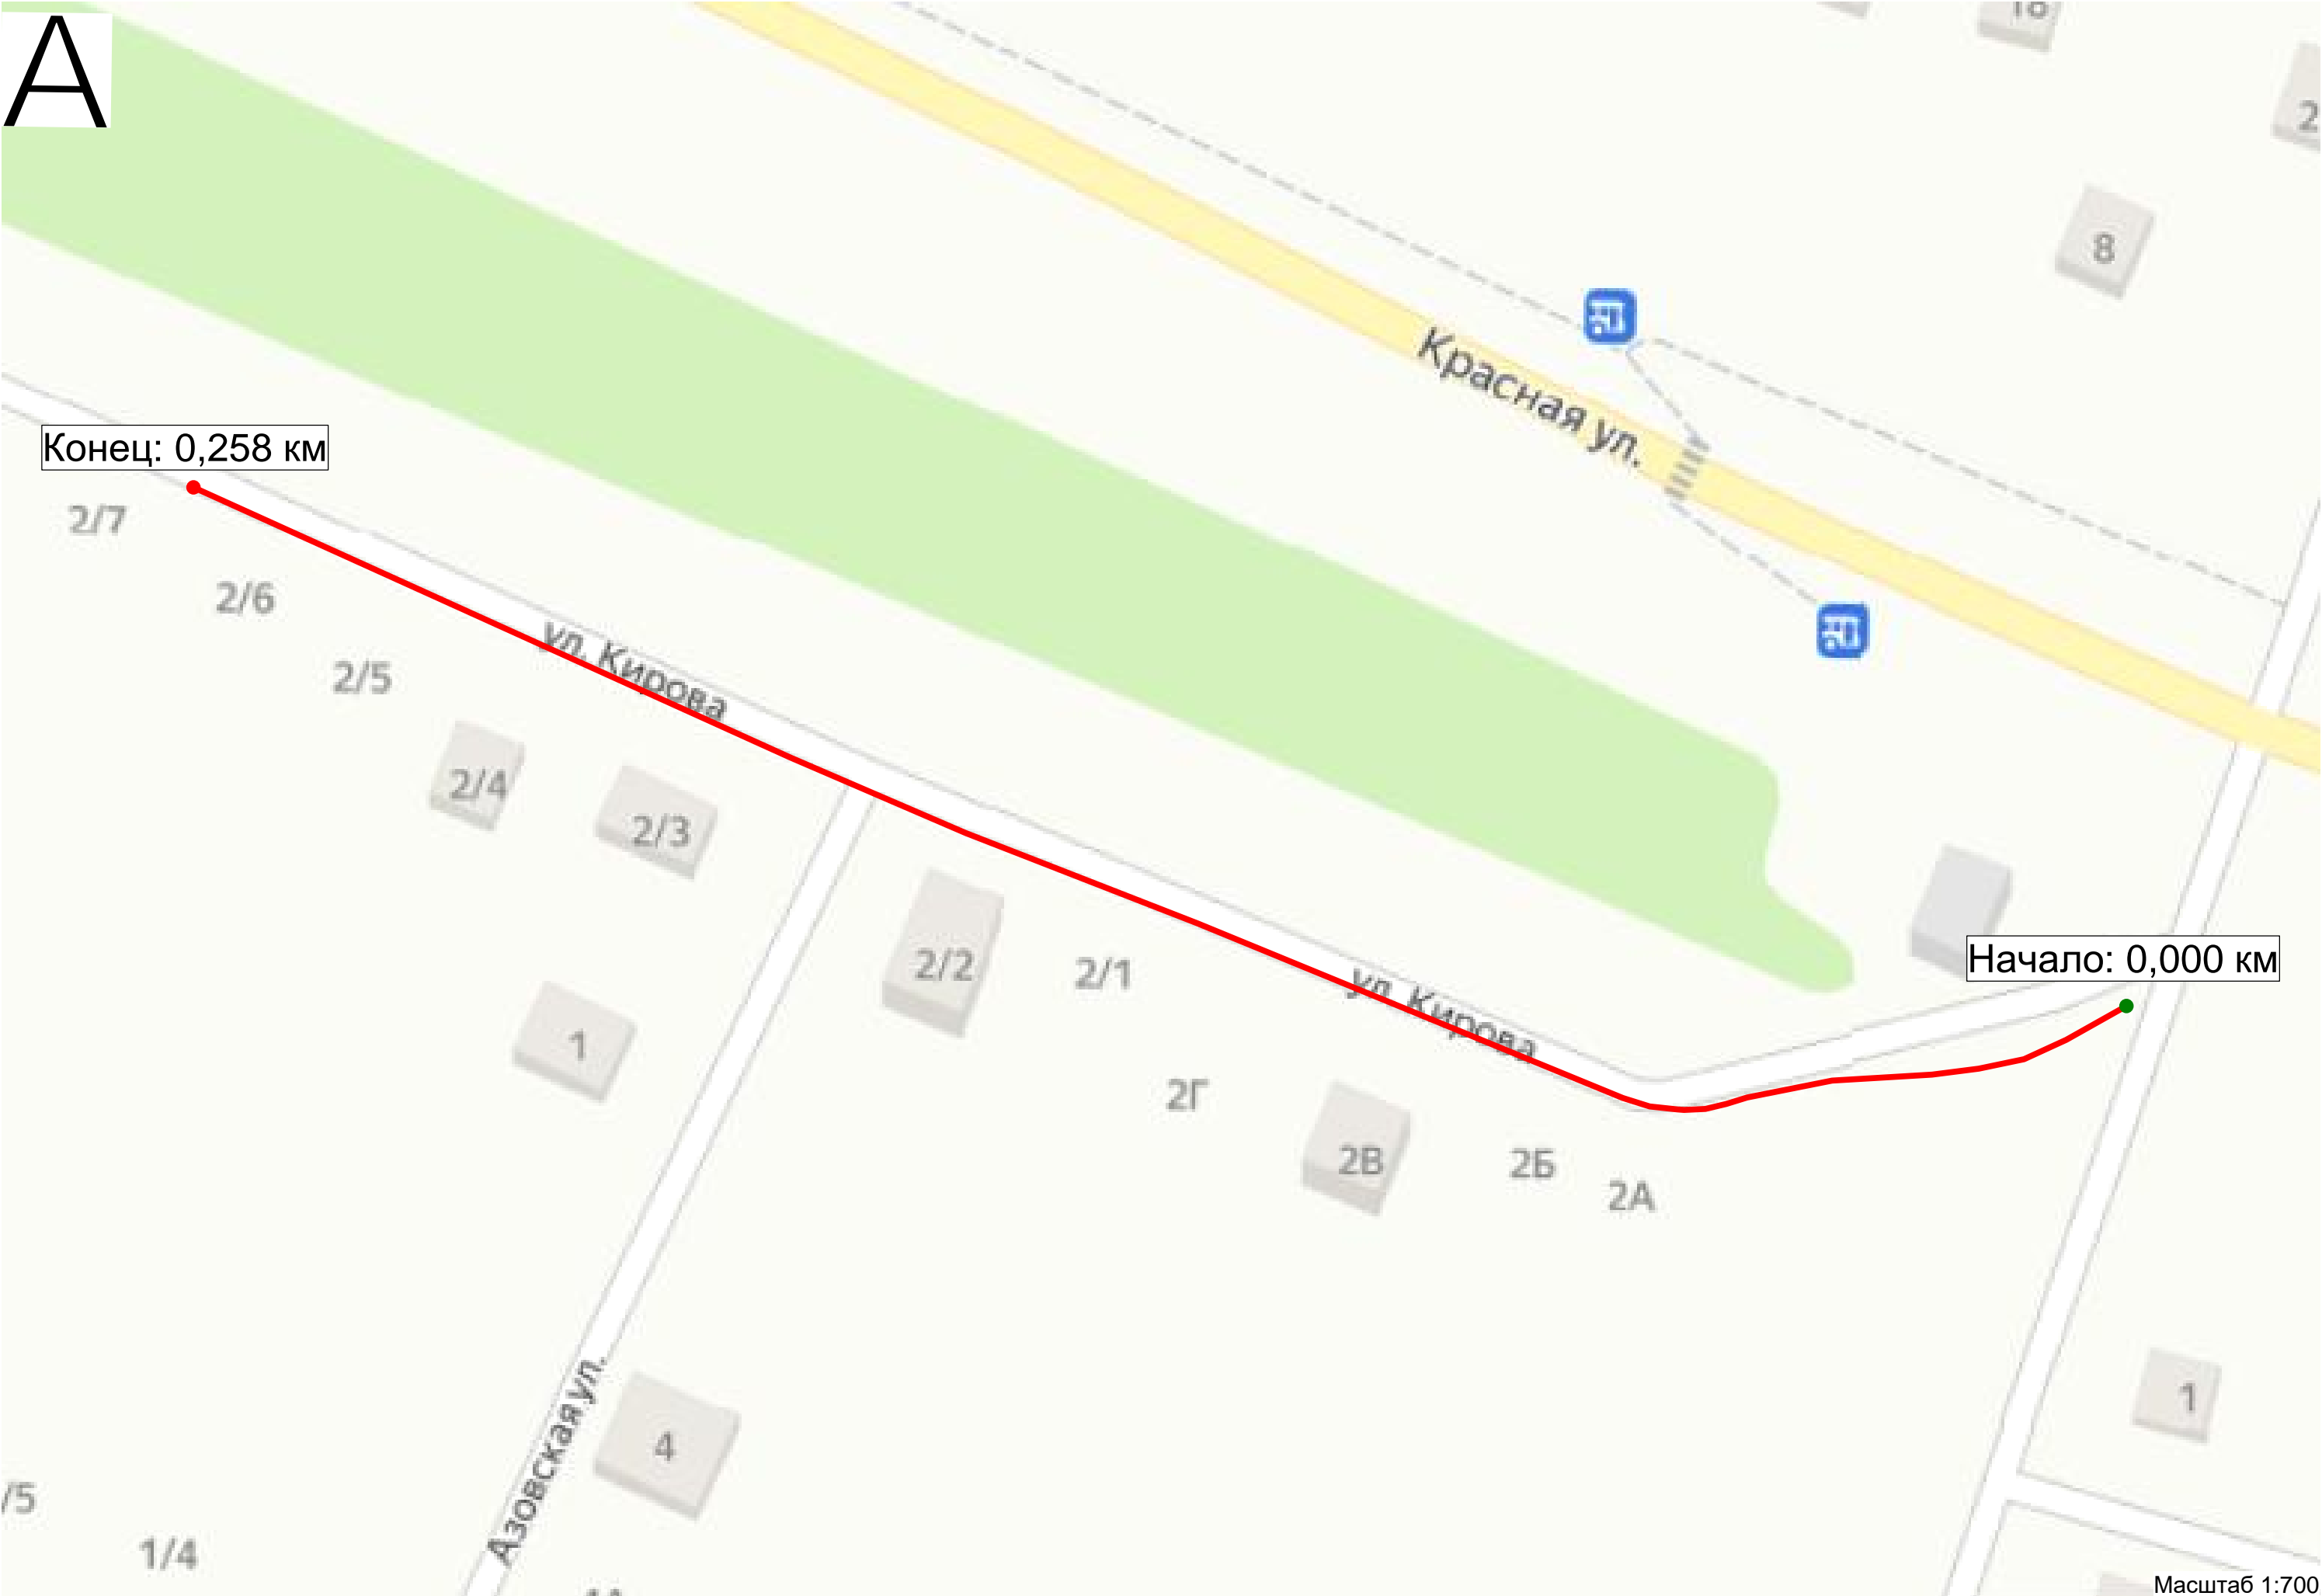 А
18
2
8
Красная ул.
Конец: 0,258 км
2/7
2/6
2/5
ул. Кирова
2/4
2/3
2/2
2/1
Начало: 0,000 км
ул. Кирова
1
2Г
2В
2Б
2А
Азовская ул.
4
1
/5
1/4
Масштаб 1:700